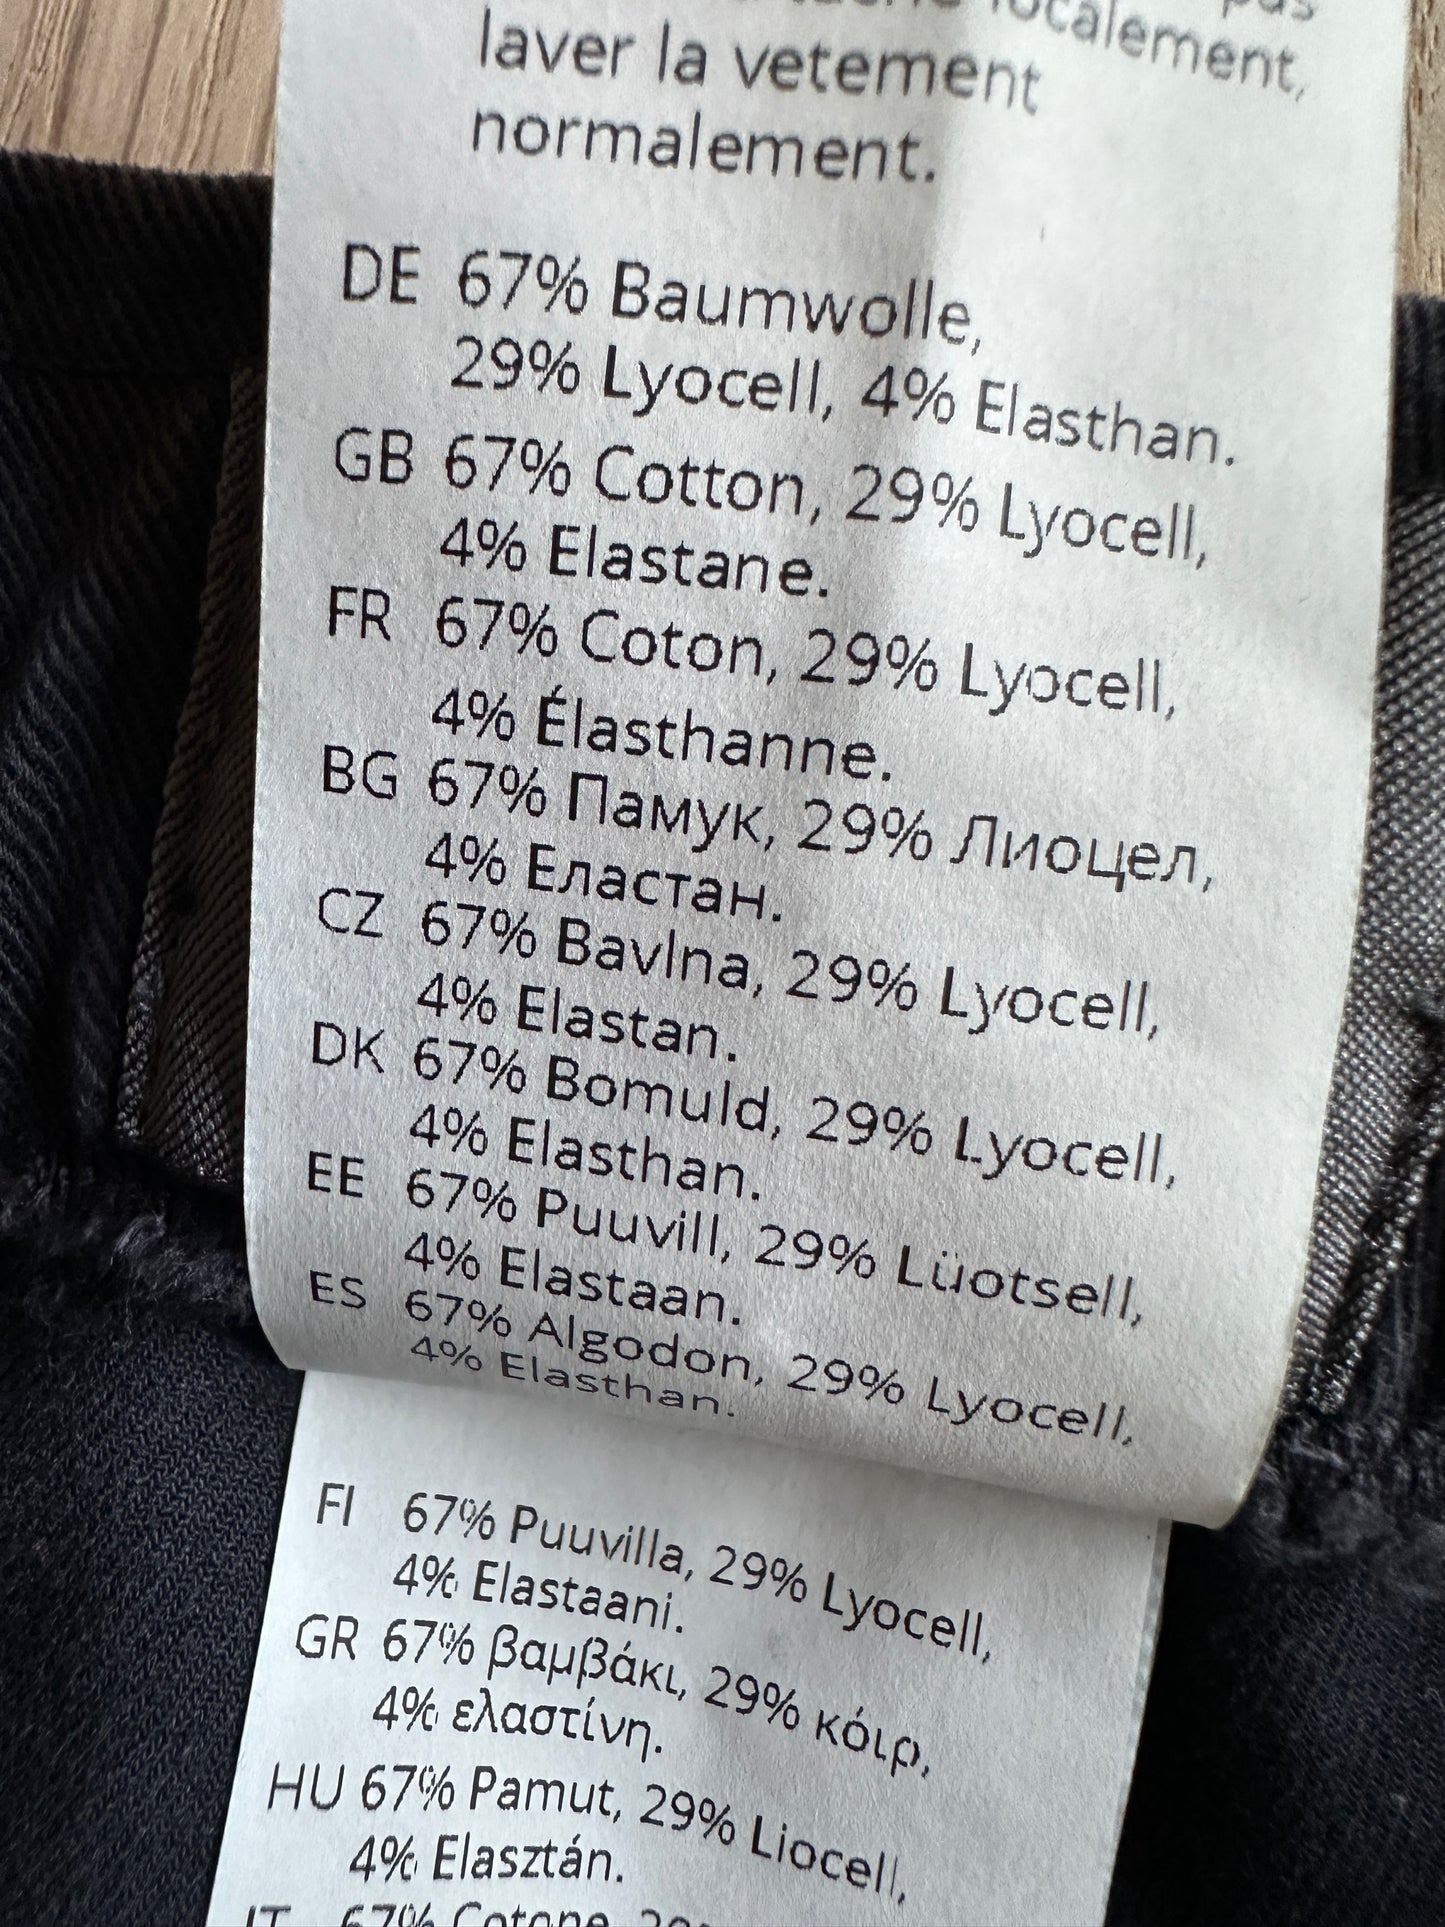 localement,
laver la vetement
normalement.
DE 67% Baumwolle,
29% Lyocell, 4% Elasthan.
GB 67% Cotton, 29% Lyocell,
4% Elastane.
FR 67% Coton, 29% Lyocell,
4% Élasthanne.
BG 67% Памук, 29% Лиоцел,
4% Еластан.
CZ 67% Bavlna, 29% Lyocell,
4% Elastan.
DK 67% Bomuld, 29% Lyocell,
4% Elasthan.
EE 67% Puuvill, 29% Lüotsell,
4% Elastaan.
ES 67% Algodon, 29% Lyocell,
4% Elasthan.
FI 67% Puuvilla, 29% Lyocell,
4% Elastaani.
GR 67% βαμβάκι, 29% κόιρ,
4% ελαστίνη.
HU 67% Pamut, 29% Liocell,
4% Elasztán.
IT 67% Cotone,